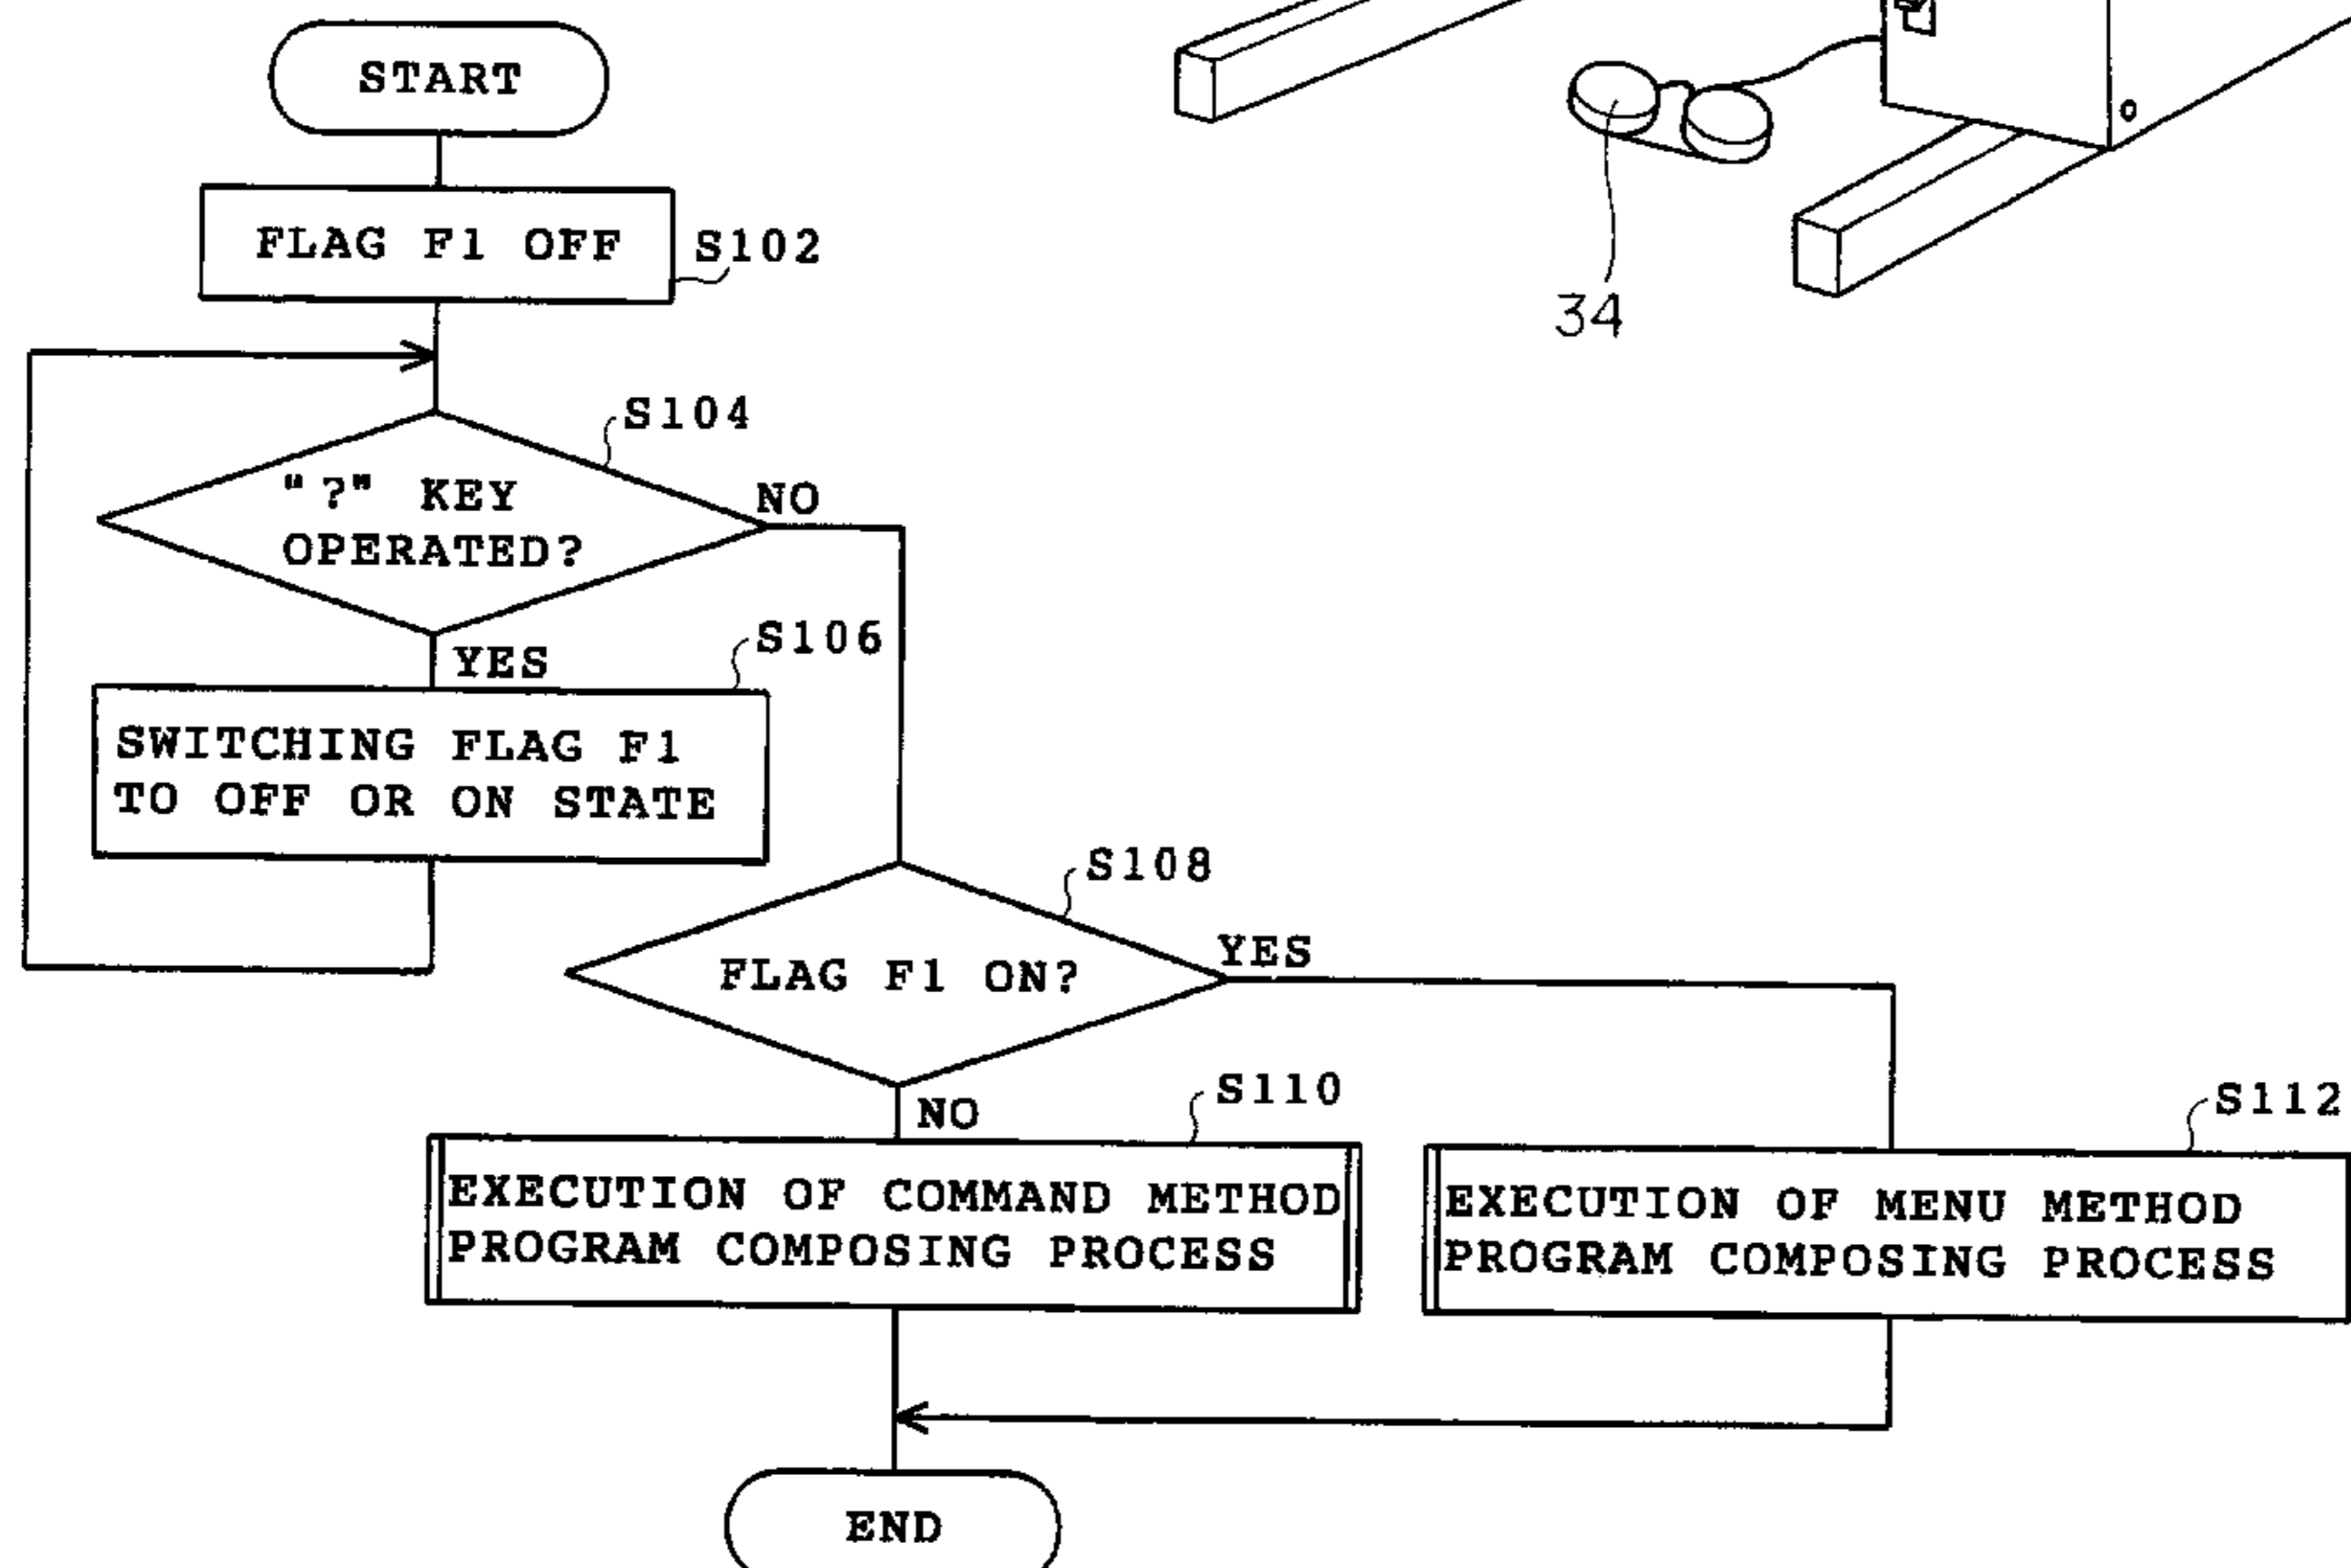 START
FLAG F1 OFF
S102
34
S104
"?" KEY
OPERATED?
NO
YES
S106
SWITCHING FLAG F1
TO OFF OR ON STATE
S108
FLAG F1 ON?
YES
NO
S110
EXECUTION OF COMMAND METHOD
PROGRAM COMPOSING PROCESS
S112
EXECUTION OF MENU METHOD
PROGRAM COMPOSING PROCESS
END